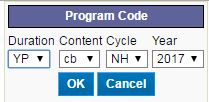 Program Code
Duration Content Cycle Year
YP cb NH 2017
OK Cancel